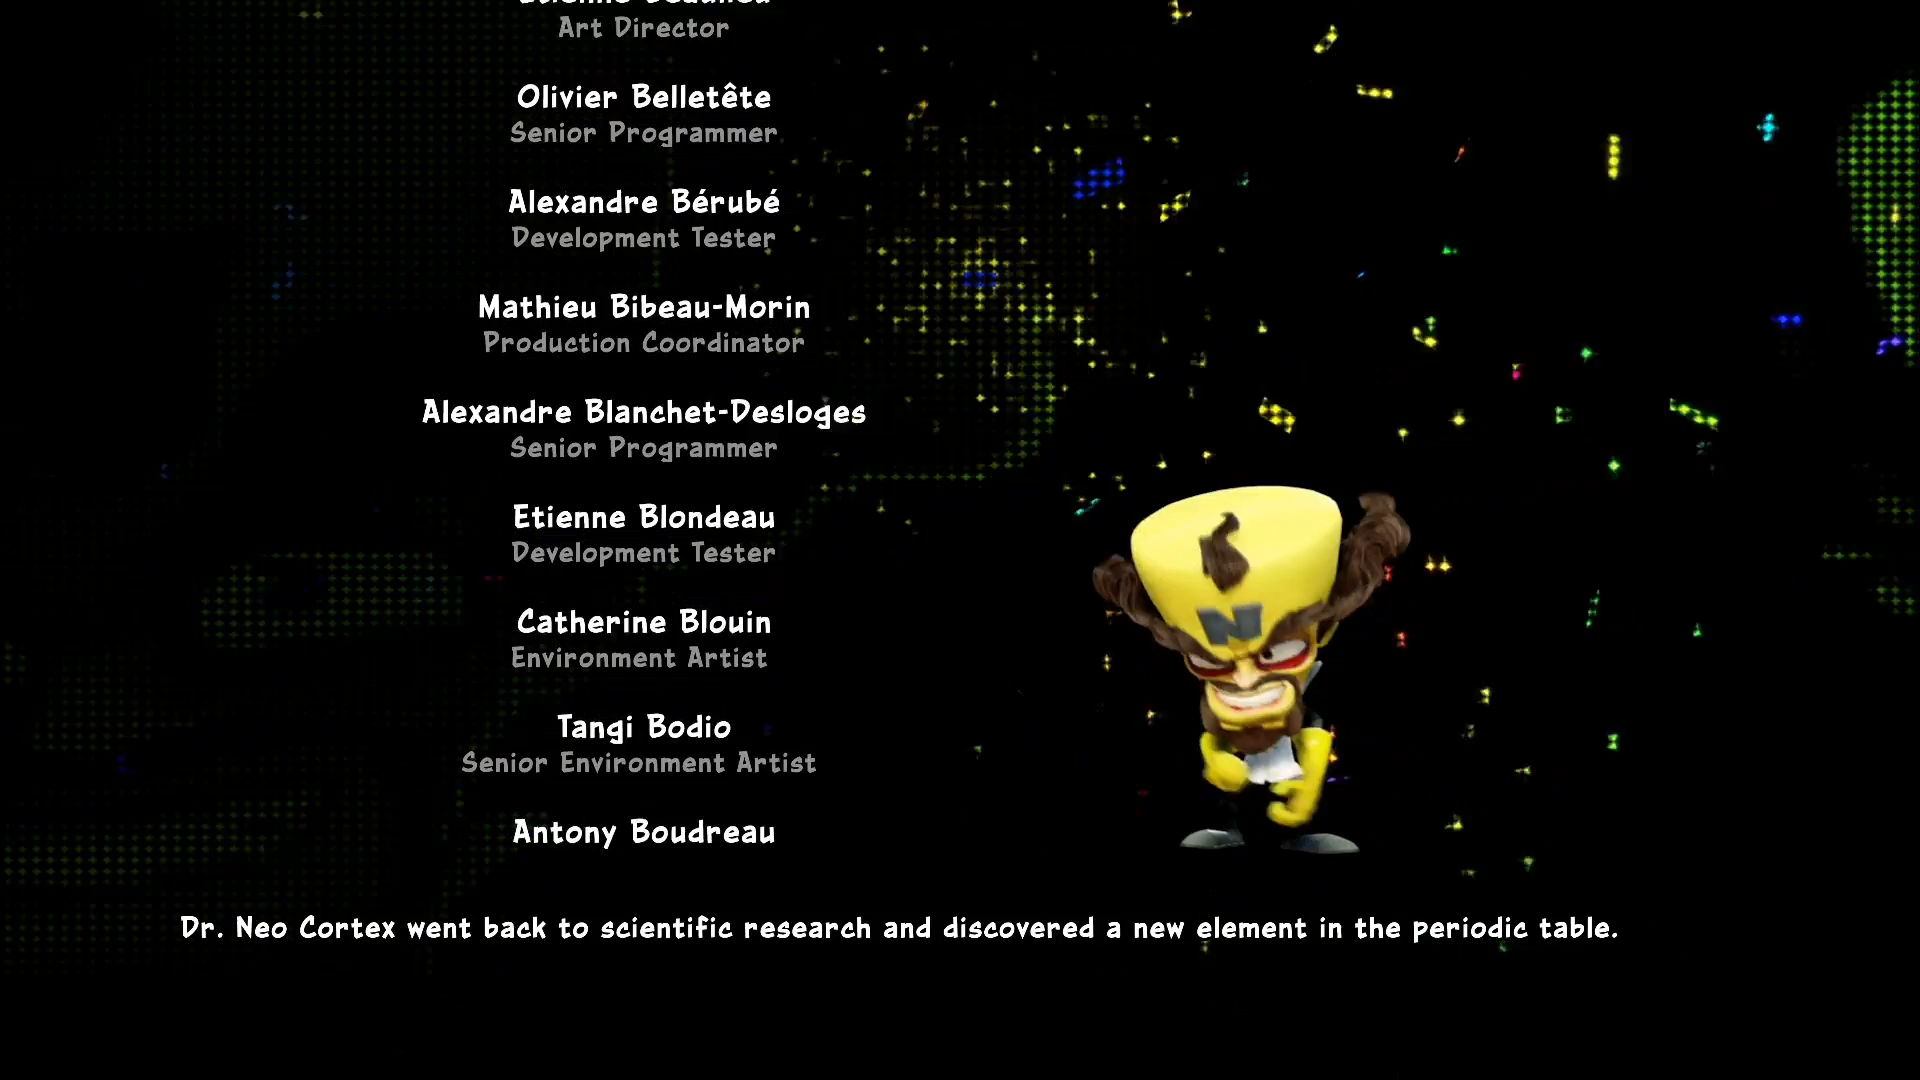 Art Director
Olivier Belletête
Senior Programmer
Alexandre Bérubé
Development Tester
Mathieu Bibeau-Morin
Production Coordinator
Alexandre Blanchet-Desloges
Senior Programmer
Etienne Blondeau
Development Tester
Catherine Blouin
Environment Artist
Tangi Bodio
Senior Environment Artist
Antony Boudreau
N
Dr. Neo Cortex went back to scientific research and discovered a new element in the periodic table.